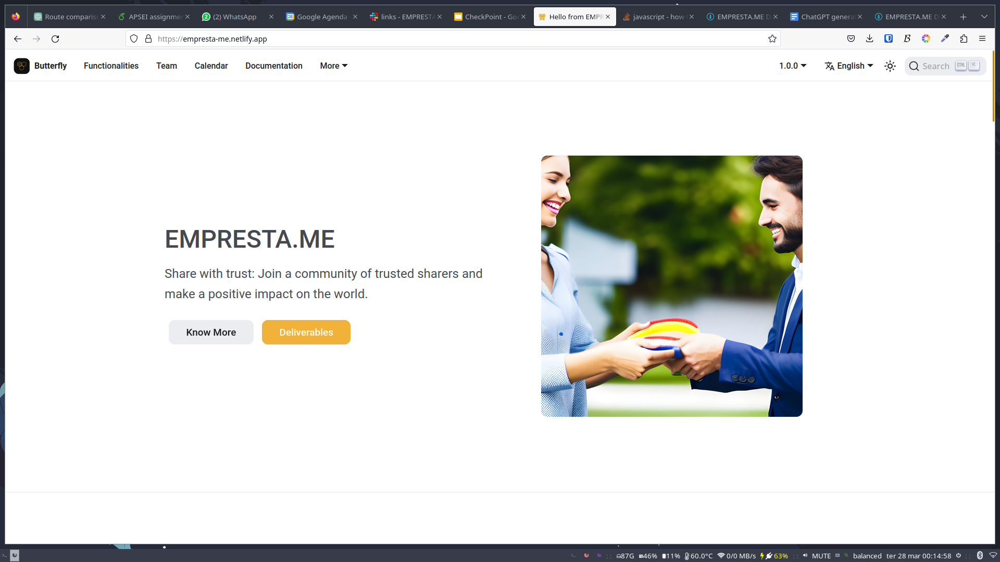 Route comparis
APSEI assignmen
(2) WhatsApp
Google Agenda -
links - EMPRESTA
CheckPoint - Goo
Hello from EMPR
javascript - how
EMPRESTA.ME D
ChatGPT genera
EMPRESTA.ME D
https://empresta-me.netlify.app
Butterfly
Functionalities
Team
Calendar
Documentation
More
1.0.0
English
Search
CTRL
K
EMPRESTA.ME
Share with trust: Join a community of trusted sharers and
make a positive impact on the world.
Know More
Deliverables
87G
46%
11%
60.0°C
0/0 MB/s
63%
MUTE
balanced
ter 28 mar 00:14:58